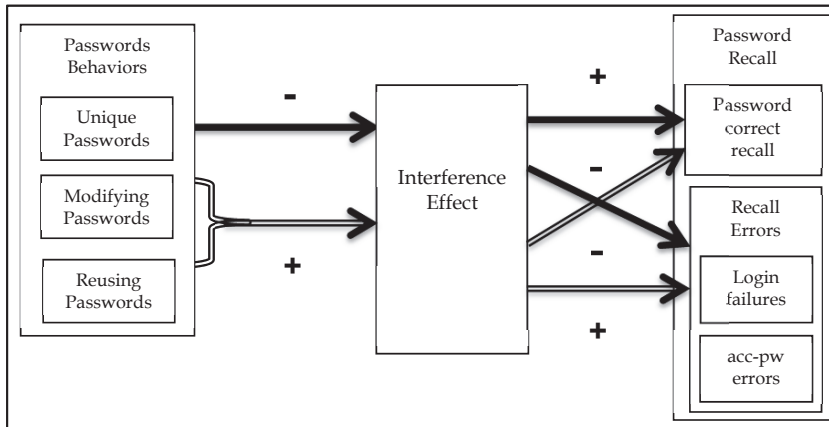 Passwords
Behaviors
Unique
Passwords
Modifying
Passwords
Reusing
Passwords
-
+
Interference
Effect
+
-
-
+
Password
Recall
Password
correct
recall
Recall
Errors
Login
failures
acc-pw
errors